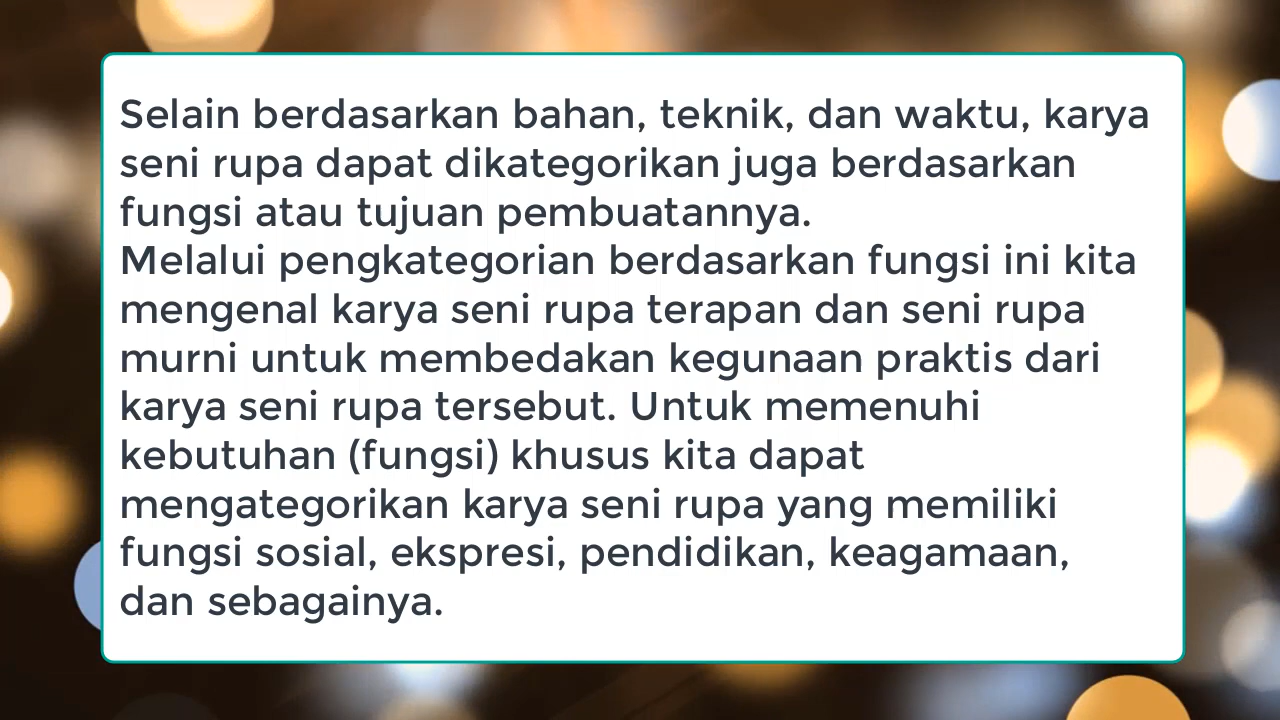 Selain berdasarkan bahan, teknik, dan waktu, karya
seni rupa dapat dikategorikan juga berdasarkan
fungsi atau tujuan pembuatannya.
Melalui pengkategorian berdasarkan fungsi ini kita
mengenal karya seni rupa terapan dan seni rupa
murni untuk membedakan kegunaan praktis dari
karya seni rupa tersebut. Untuk memenuhi
kebutuhan (fungsi) khusus kita dapat
mengategorikan karya seni rupa yang memiliki
fungsi sosial, ekspresi, pendidikan, keagamaan,
dan sebagainya.